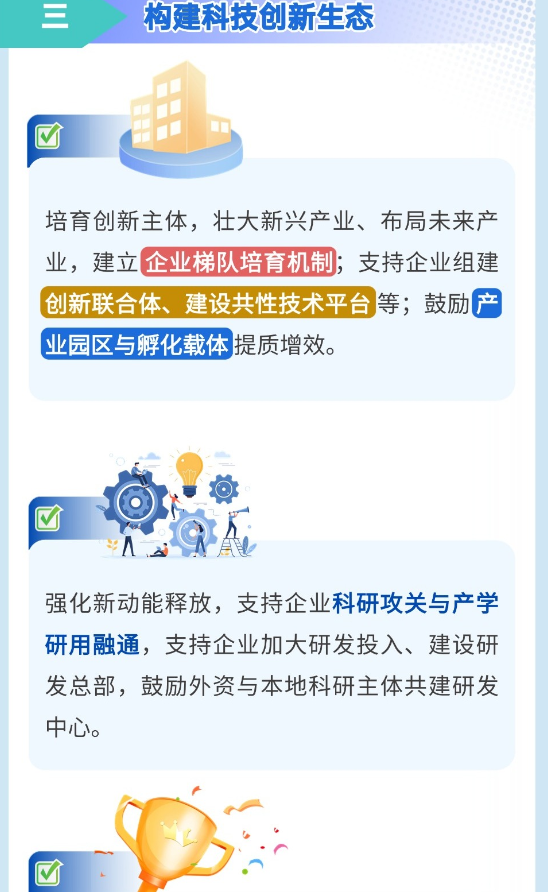 三
构建科技创新生态
培育创新主体，壮大新兴产业、布局未来产
业，建立企业梯队培育机制；支持企业组建
创新联合体、建设共性技术平台等；鼓励产
业园区与孵化载体提质增效。
强化新动能释放，支持企业科研攻关与产学
研用融通，支持企业加大研发投入、建设研
发总部，鼓励外资与本地科研主体共建研发
中心。